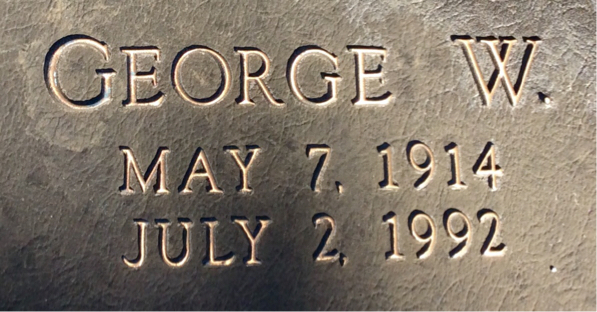 GEORGE W.
MAY 7, 1914
JULY 2, 1992